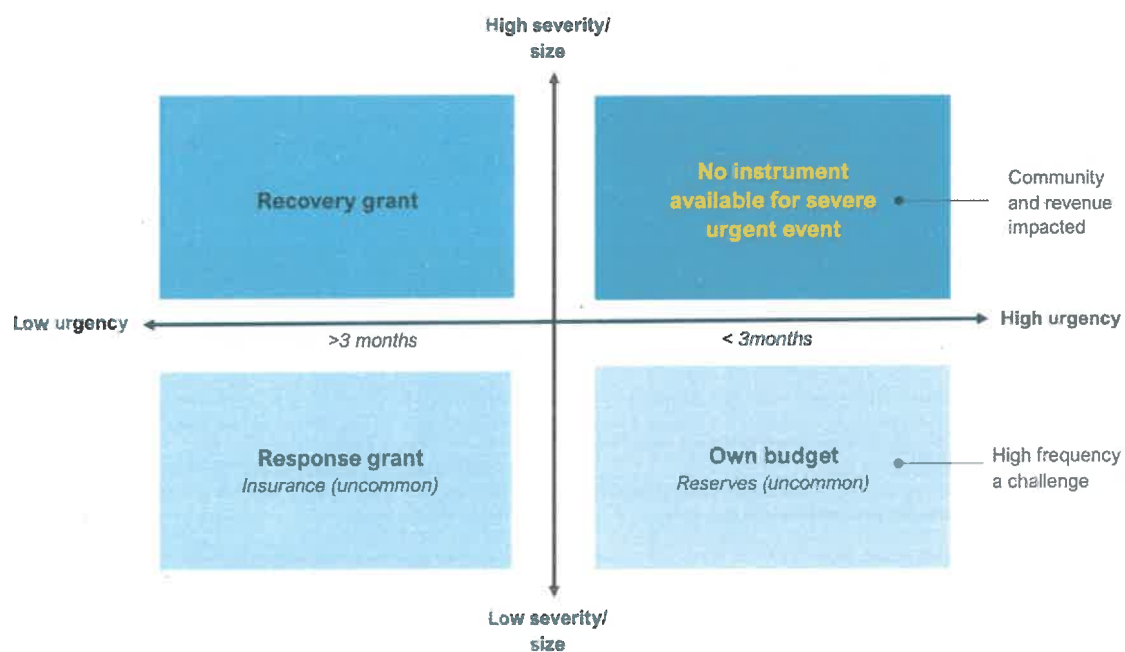 High severity/
size
Recovery grant
No instrument
available for severe
urgent event
Community
and revenue
impacted
Low urgency
High urgency
>3 months
< 3months
Response grant
Insurance (uncommon)
Own budget
Reserves (uncommon)
High frequency
a challenge
Low severity/
size